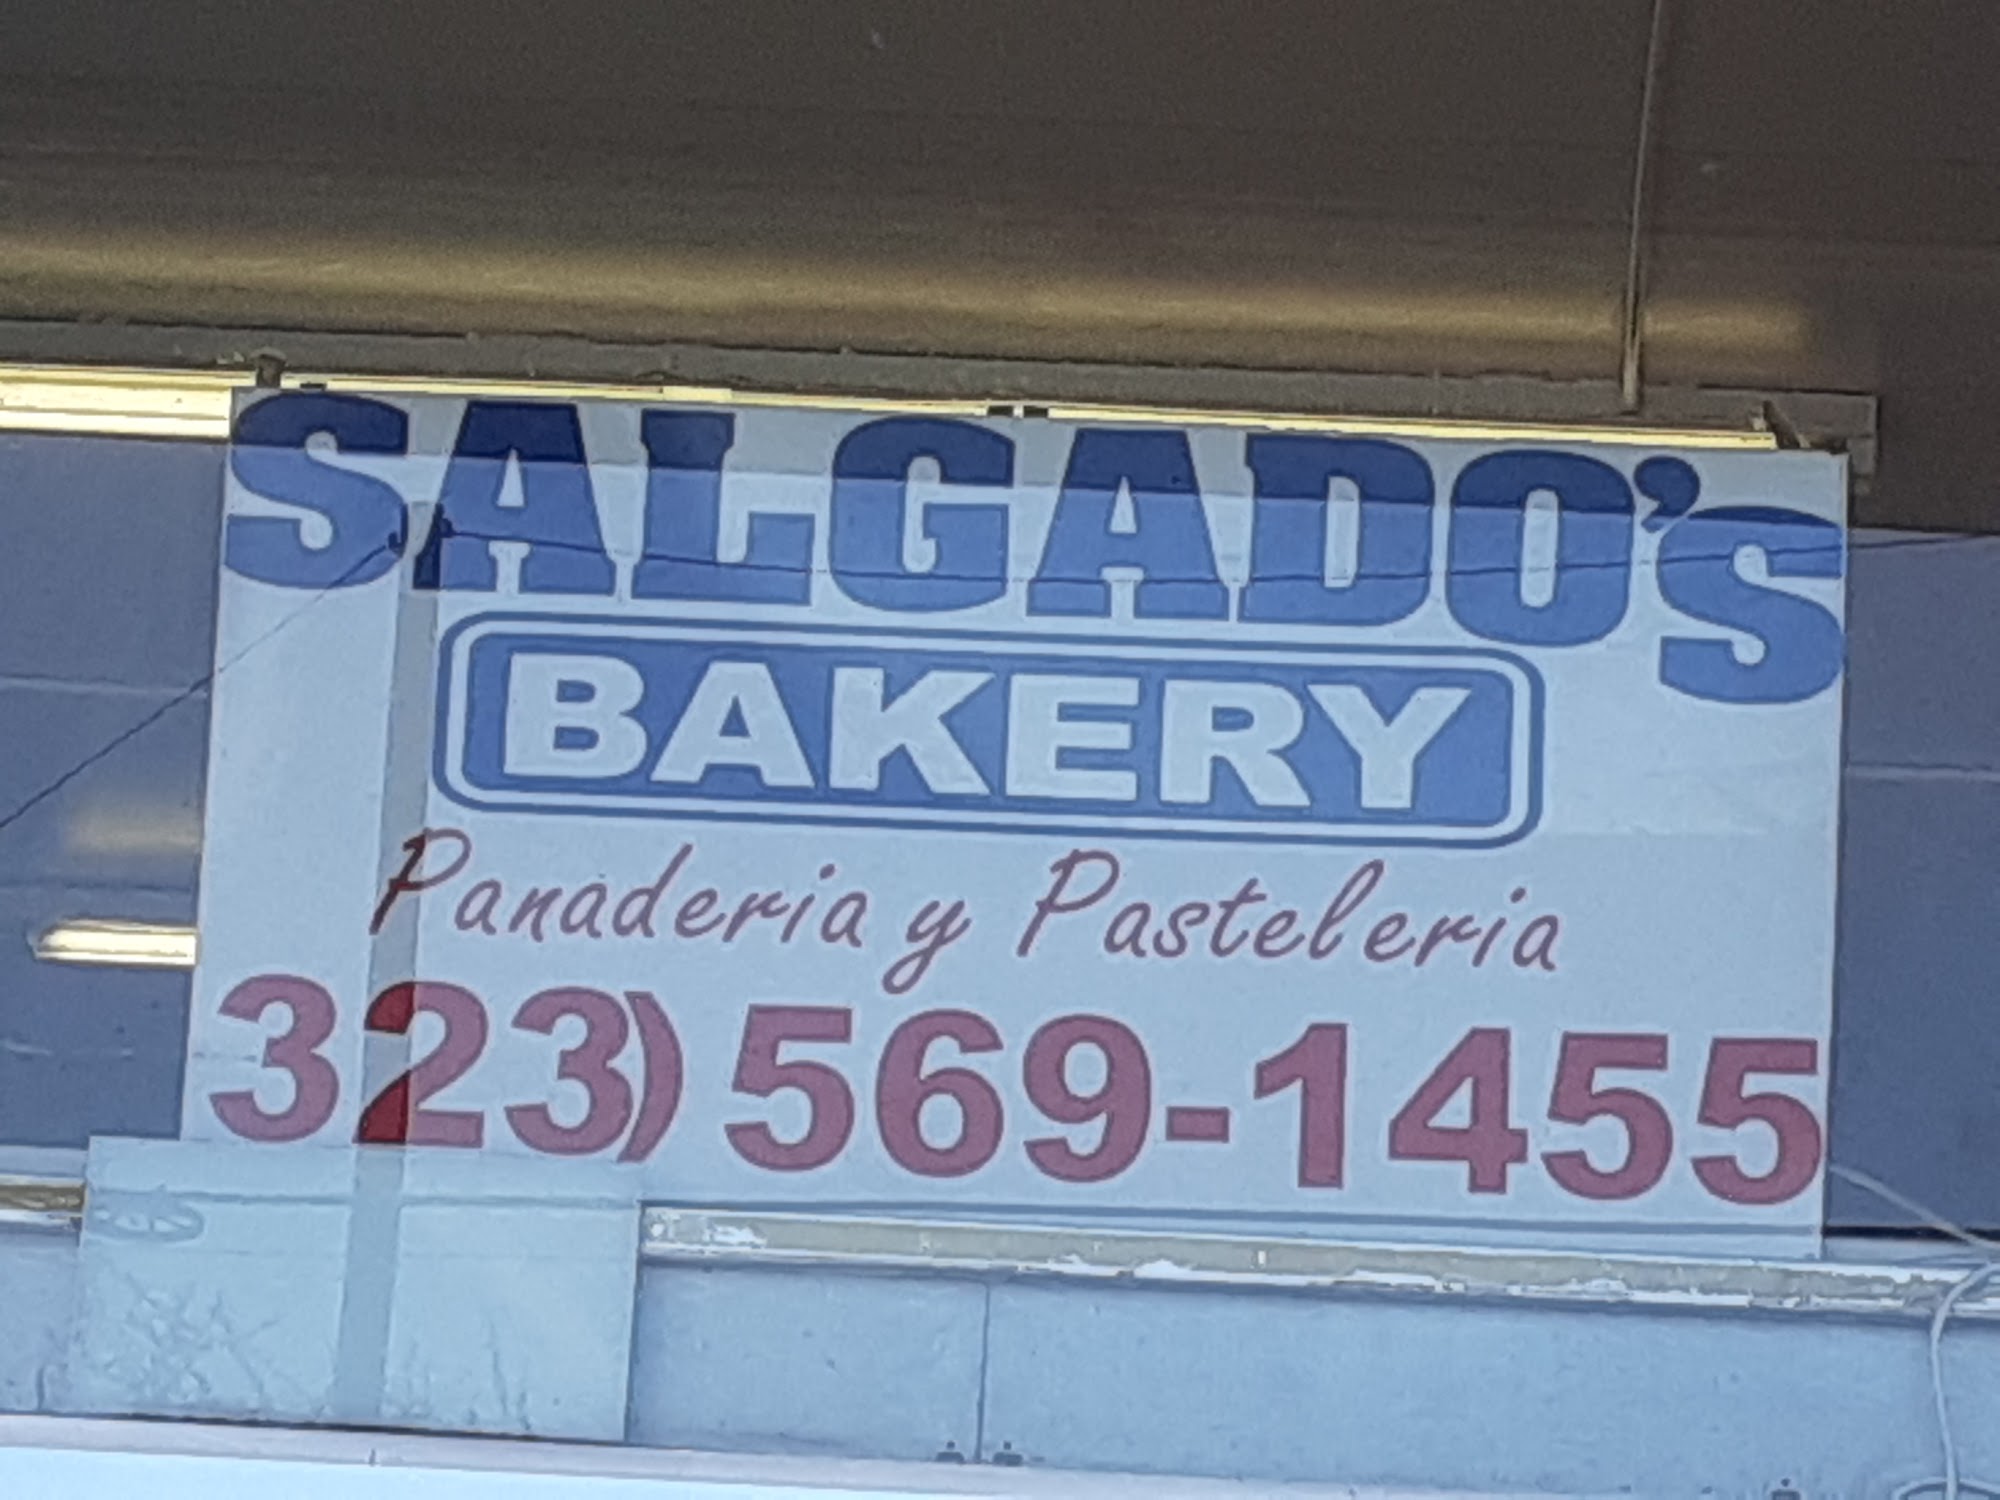 SALGADO'S
BAKERY
Panaderia y Pasteleria
323) 569-1455